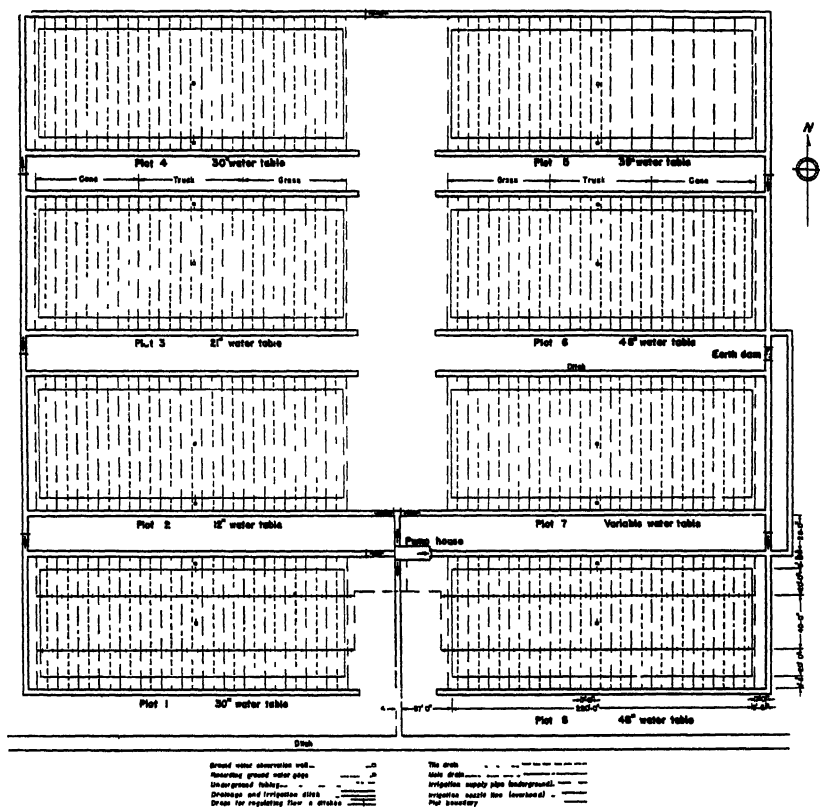 N
Plot 4 30" water table
Plot 5 36" water table
Cane Truck Grass
Grass Truck Cane
Plot 3 21" water table
Plot 6 48" water table
Earth dam
Ditch
Plot 2 12" water table
Plot 7 Variable water table
Pump house
Plot 1 30" water table
220'-0"
Plot 8 48" water table
Ditch
Ground water observation well
Recording ground water gage
Underground tubing
Drainage and irrigation ditch
Drops for regulating flow in ditches
Tile drain
Mole drain
Irrigation supply pipe (underground)
Irrigation nozzle line (overhead)
Plot boundary